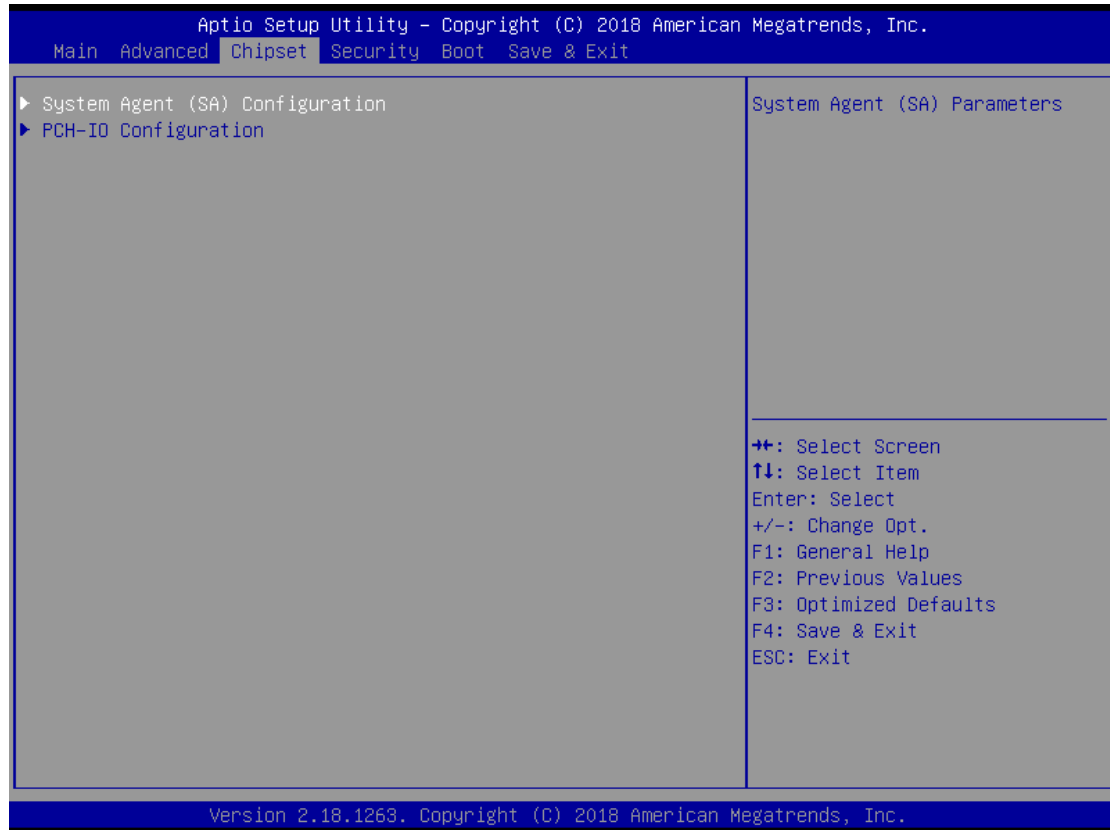 Aptio Setup Utility – Copyright (C) 2018 American Megatrends, Inc.
Main Advanced Chipset Security Boot Save & Exit
▶ System Agent (SA) Configuration
▶ PCH-IO Configuration
System Agent (SA) Parameters
→←: Select Screen
↑↓: Select Item
Enter: Select
+/-: Change Opt.
F1: General Help
F2: Previous Values
F3: Optimized Defaults
F4: Save & Exit
ESC: Exit
Version 2.18.1263. Copyright (C) 2018 American Megatrends, Inc.